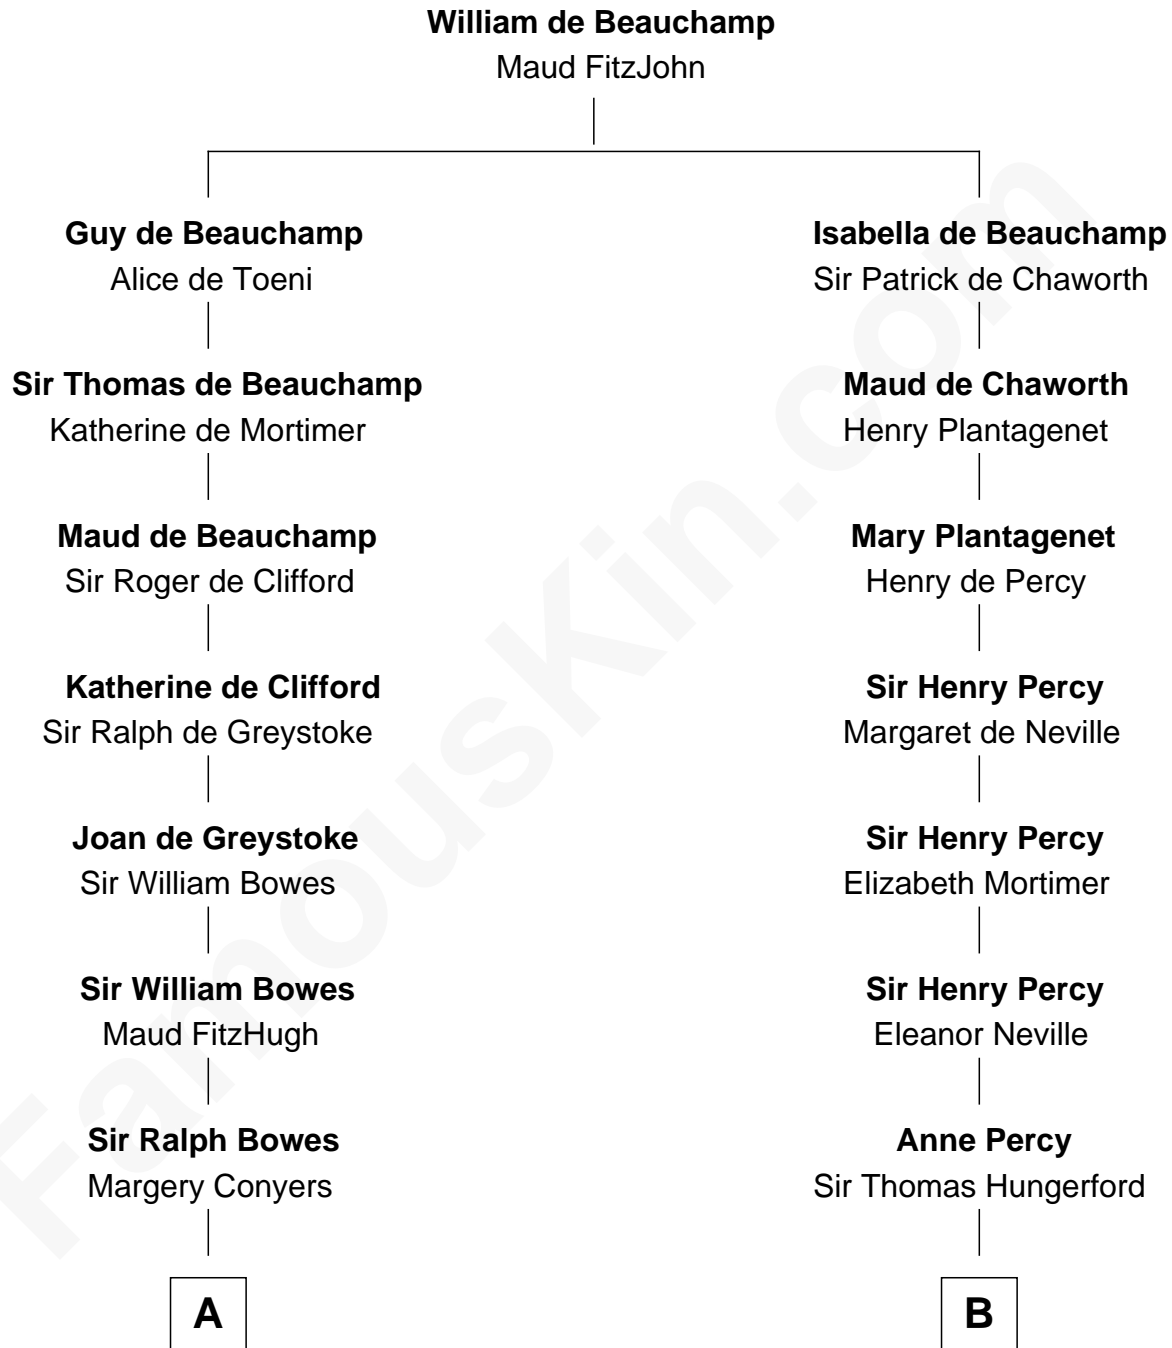 William de Beauchamp
Maud FitzJohn
Guy de Beauchamp
Alice de Toeni
Sir Thomas de Beauchamp
Katherine de Mortimer
Maud de Beauchamp
Sir Roger de Clifford
Katherine de Clifford
Sir Ralph de Greystoke
Joan de Greystoke
Sir William Bowes
Sir William Bowes
Maud FitzHugh
Sir Ralph Bowes
Margery Conyers
A
Isabella de Beauchamp
Sir Patrick de Chaworth
Maud de Chaworth
Henry Plantagenet
Mary Plantagenet
Henry de Percy
Sir Henry Percy
Margaret de Neville
Sir Henry Percy
Elizabeth Mortimer
Sir Henry Percy
Eleanor Neville
Anne Percy
Sir Thomas Hungerford
B
FamousKin.com